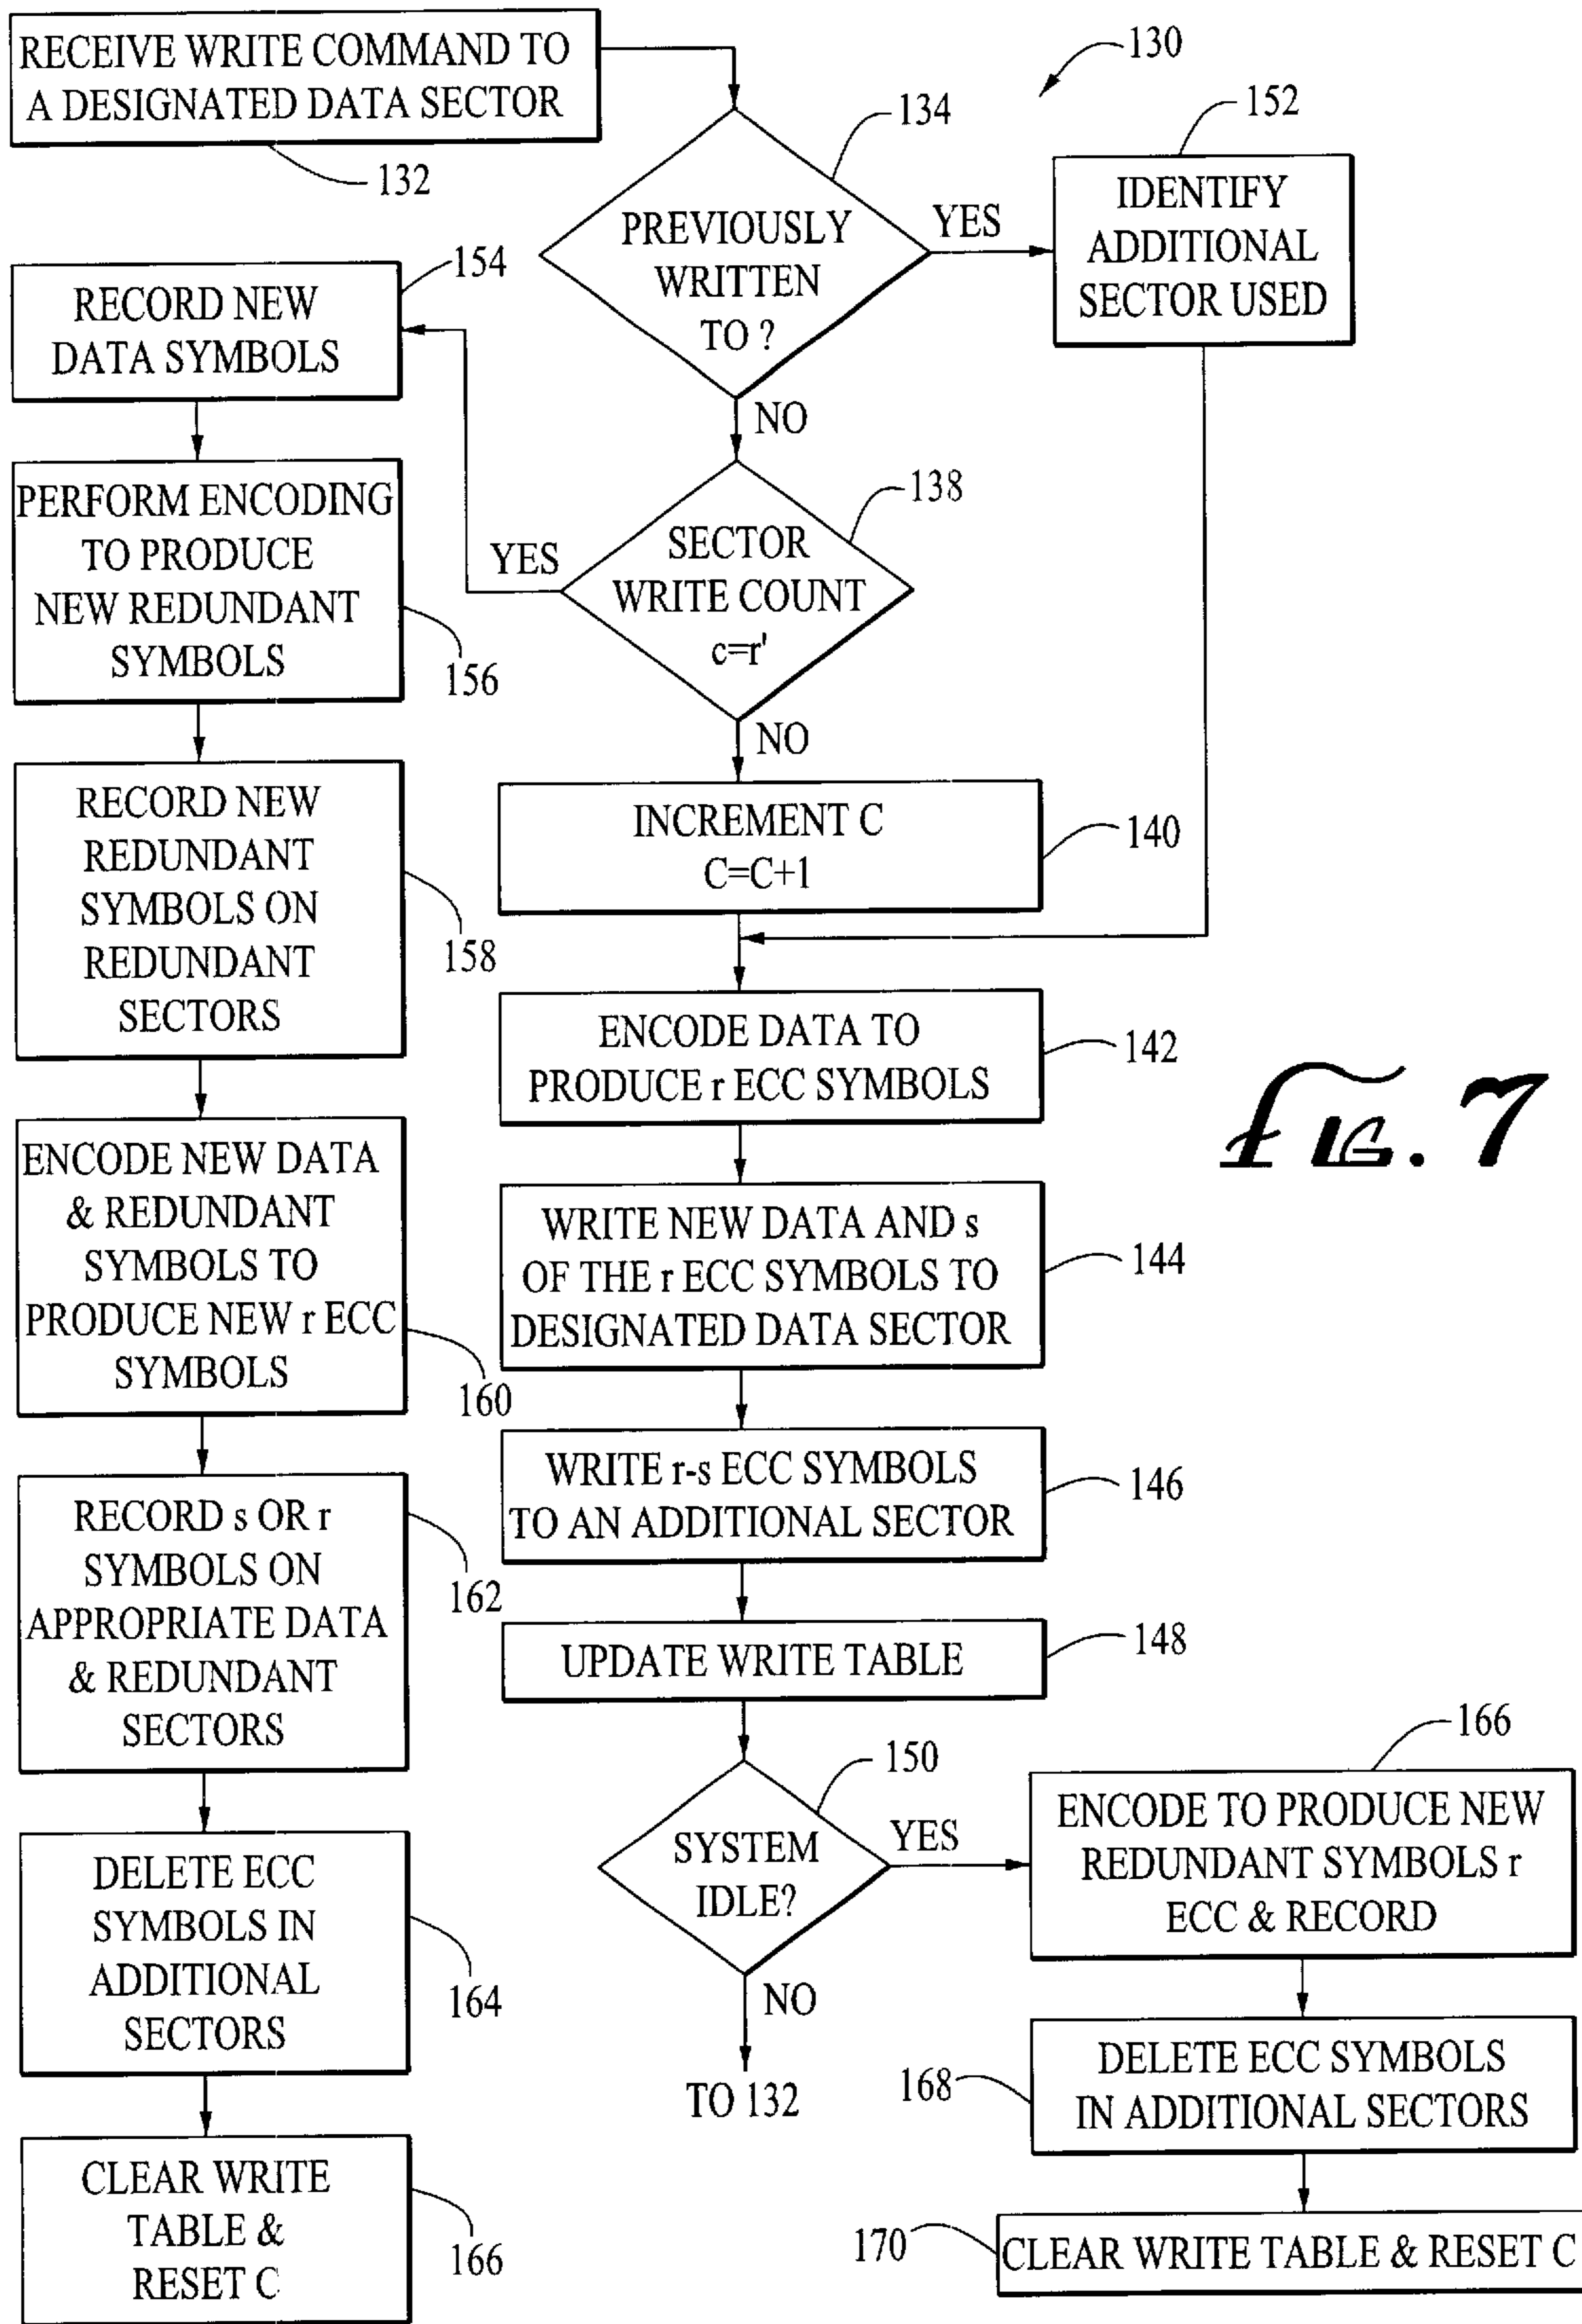 RECEIVE WRITE COMMAND TO
A DESIGNATED DATA SECTOR
132
130
134
PREVIOUSLY
WRITTEN
TO ?
YES
NO
152
IDENTIFY
ADDITIONAL
SECTOR USED
138
SECTOR
WRITE COUNT
c=r'
YES
NO
154
RECORD NEW
DATA SYMBOLS
PERFORM ENCODING
TO PRODUCE
NEW REDUNDANT
SYMBOLS
156
RECORD NEW
REDUNDANT
SYMBOLS ON
REDUNDANT
SECTORS
158
ENCODE NEW DATA
& REDUNDANT
SYMBOLS TO
PRODUCE NEW r ECC
SYMBOLS
160
RECORD s OR r
SYMBOLS ON
APPROPRIATE DATA
& REDUNDANT
SECTORS
162
DELETE ECC
SYMBOLS IN
ADDITIONAL
SECTORS
164
CLEAR WRITE
TABLE &
RESET C
166
INCREMENT C
C=C+1
140
ENCODE DATA TO
PRODUCE r ECC SYMBOLS
142
WRITE NEW DATA AND s
OF THE r ECC SYMBOLS TO
DESIGNATED DATA SECTOR
144
WRITE r-s ECC SYMBOLS
TO AN ADDITIONAL SECTOR
146
UPDATE WRITE TABLE
148
150
SYSTEM
IDLE?
YES
NO
TO 132
166
ENCODE TO PRODUCE NEW
REDUNDANT SYMBOLS r
ECC & RECORD
DELETE ECC SYMBOLS
IN ADDITIONAL SECTORS
168
CLEAR WRITE TABLE & RESET C
170
FIG. 7